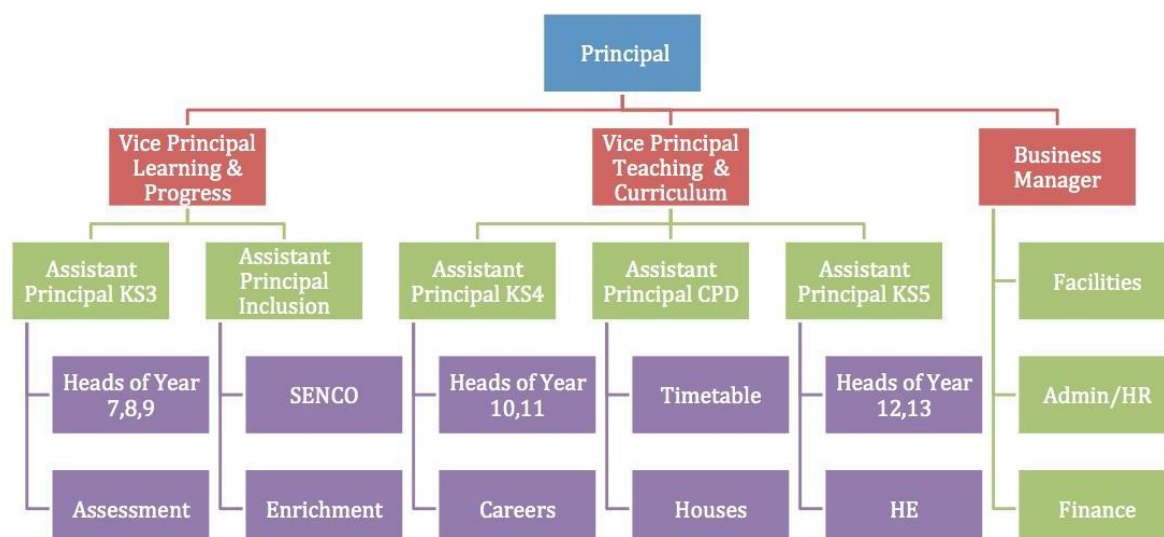 Principal
Vice Principal
Learning &
Progress
Vice Principal
Teaching &
Curriculum
Business
Manager
Assistant
Principal KS3
Assistant
Principal
Inclusion
Assistant
Principal KS4
Assistant
Principal CPD
Assistant
Principal KS5
Facilities
Heads of Year
7,8,9
SENCO
Heads of Year
10,11
Timetable
Heads of Year
12,13
Admin/HR
Assessment
Enrichment
Careers
Houses
HE
Finance